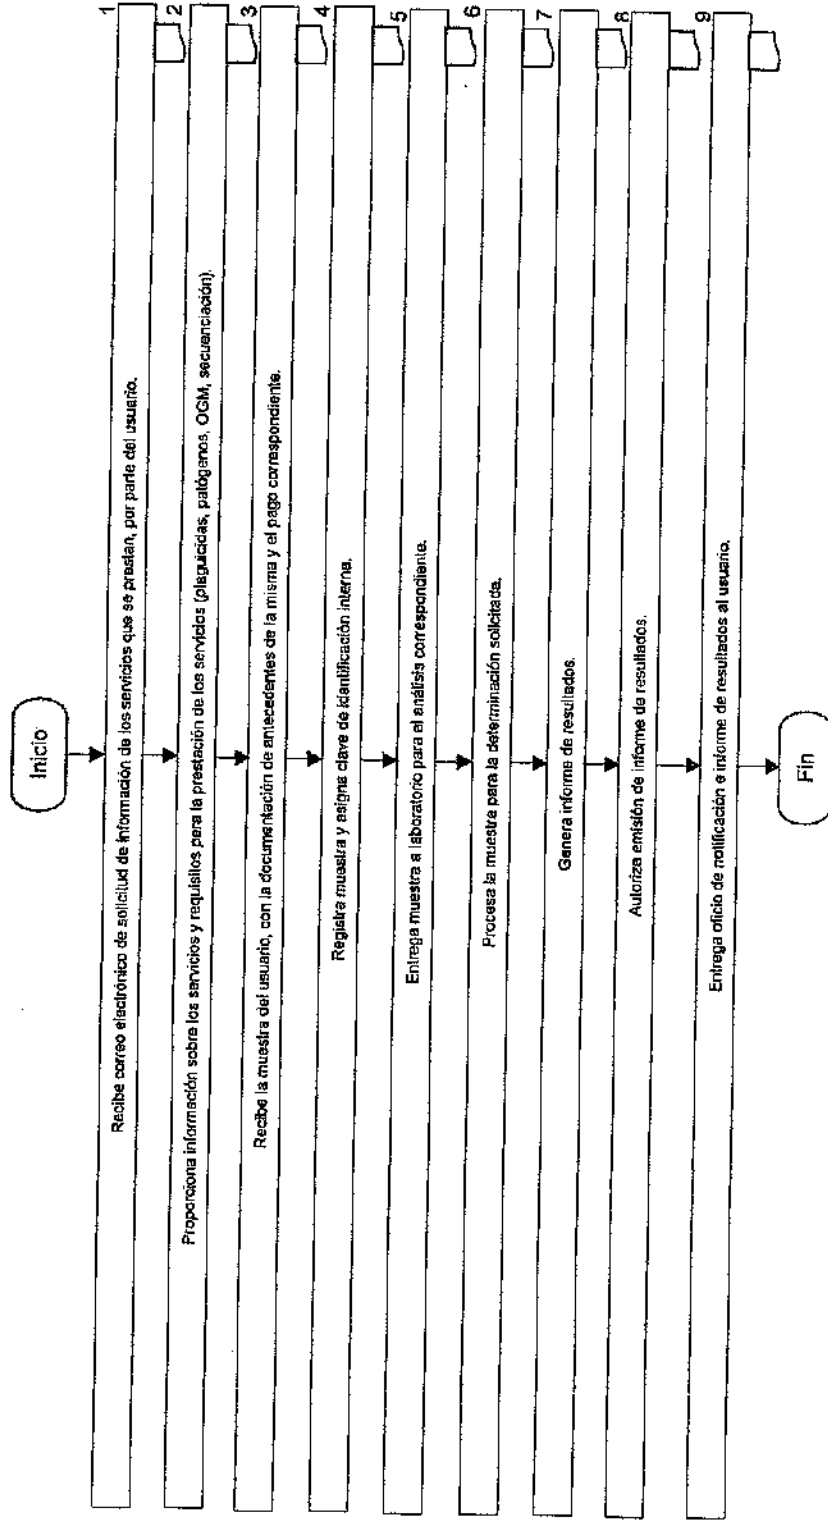 Inicio
1
Recibe correo electrónico de solicitud de información de los servicios que se prestan, por parte del usuario.
2
Proporciona información sobre los servicios y requisitos para la prestación de los servicios (plaguicidas, patógenos, OGM, secuenciación).
3
Recibe la muestra del usuario, con la documentación de antecedentes de la misma y el pago correspondiente.
4
Registra muestra y asigna clave de identificación interna.
5
Entrega muestra a laboratorio para el análisis correspondiente.
6
Procesa la muestra para la determinación solicitada.
7
Genera informe de resultados.
8
Autoriza emisión de informe de resultados.
9
Entrega oficio de notificación e informe de resultados al usuario.
Fin